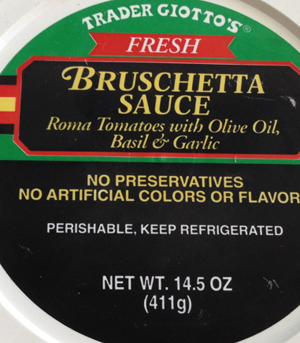 TRADER GIOTTO'S®
FRESH
BRUSCHETTA
SAUCE
Roma Tomatoes with Olive Oil,
Basil & Garlic
NO PRESERVATIVES
NO ARTIFICIAL COLORS OR FLAVOR
PERISHABLE, KEEP REFRIGERATED
NET WT. 14.5 OZ
(411g)